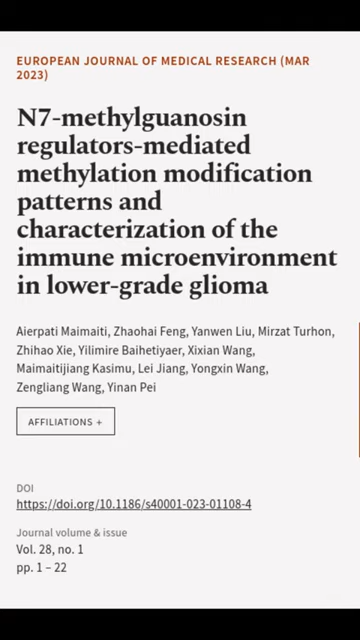 EUROPEAN JOURNAL OF MEDICAL RESEARCH (MAR
2023)
N7-methylguanosin
regulators-mediated
methylation modification
patterns and
characterization of the
immune microenvironment
in lower-grade glioma
Aierpati Maimaiti, Zhaohai Feng, Yanwen Liu, Mirzat Turhon,
Zhihao Xie, Yilimire Baihetiyaer, Xixian Wang,
Maimaitijiang Kasimu, Lei Jiang, Yongxin Wang,
Zengliang Wang, Yinan Pei
AFFILIATIONS +
DOI
https://doi.org/10.1186/s40001-023-01108-4
Journal volume & issue
Vol. 28, no. 1
pp. 1 – 22